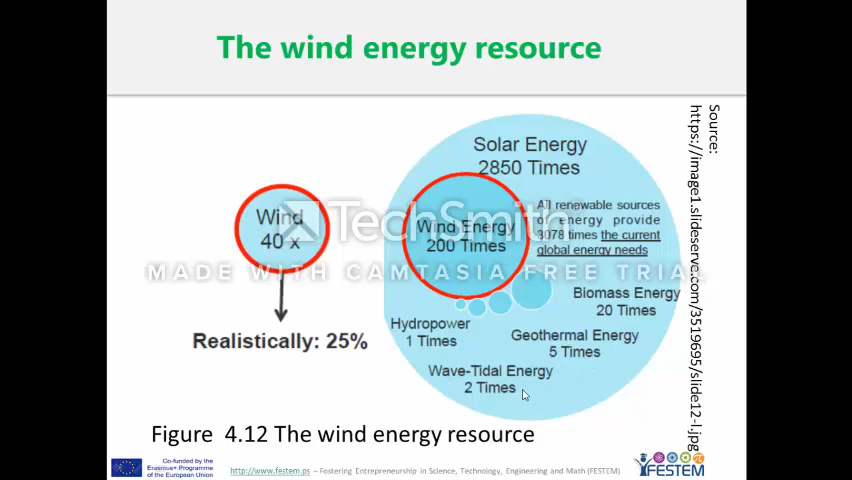 The wind energy resource
Source:
https://image1.slideserve.com/3519695/slide12-l.jpg
Solar Energy
2850 Times
Wind
40 x
Wind Energy
200 Times
All renewable sources
of energy provide
3078 times the current
global energy needs
TechSmith
MADE WITH CAMTASIA FREE TRIAL
Biomass Energy
20 Times
Hydropower
1 Times
Geothermal Energy
5 Times
Realistically: 25%
Wave-Tidal Energy
2 Times
Figure 4.12 The wind energy resource
Co-funded by the
Erasmus+ Programme
of the European Union
http://www.festem.ps – Fostering Entrepreneurship in Science, Technology, Engineering and Math (FESTEM)
FESTEM